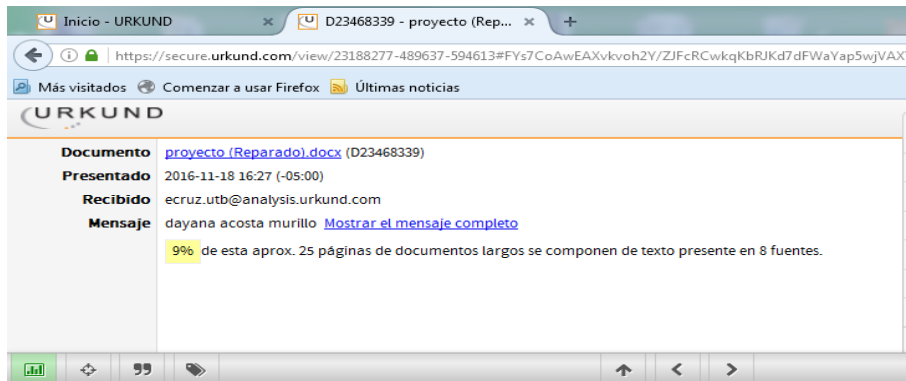 Inicio - URKUND
D23468339 - proyecto (Rep...
https://secure.urkund.com/view/23188277-489637-594613#FYs7CoAwEAXvkvoh2Y/ZJFcRCwkqKbRJKd7dFWaYap5wjVAX
Más visitados Comenzar a usar Firefox Últimas noticias
URKUND
Documento proyecto (Reparado).docx (D23468339)
Presentado 2016-11-18 16:27 (-05:00)
Recibido ecruz.utb@analysis.urkund.com
Mensaje dayana acosta murillo Mostrar el mensaje completo
9% de esta aprox. 25 páginas de documentos largos se componen de texto presente en 8 fuentes.